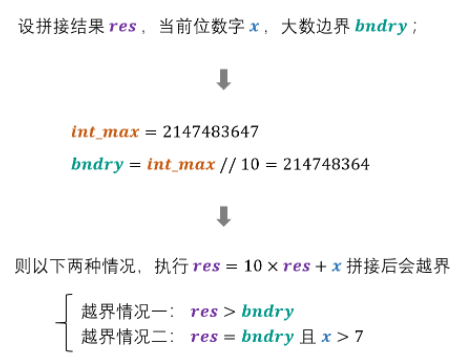 设拼接结果 res ，当前位数字 x ，大数边界 bndry ；
int_max = 2147483647
bndry = int_max // 10 = 214748364
则以下两种情况，执行 res = 10 × res + x 拼接后会越界
越界情况一： res > bndry
越界情况二： res = bndry 且 x > 7